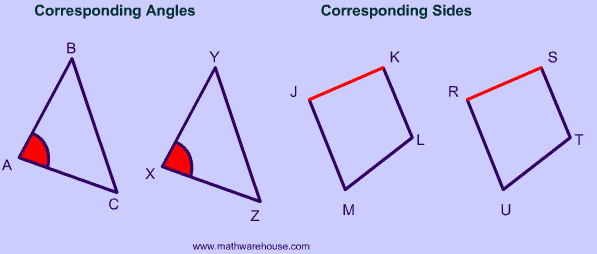 Corresponding Angles
Corresponding Sides
B
Y
K
S
J
R
A
X
L
T
C
Z
M
U
www.mathwarehouse.com